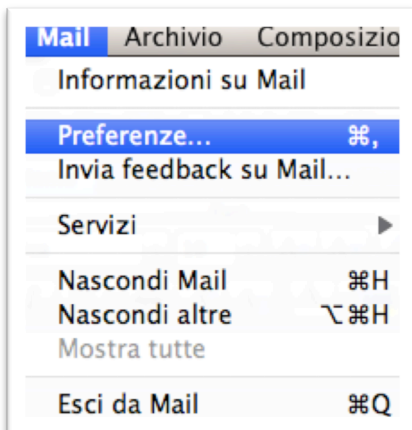 Mail Archivio Composizio
Informazioni su Mail
Preferenze... ⌘,
Invia feedback su Mail...
Servizi ▶
Nascondi Mail ⌘H
Nascondi altre ⌥⌘H
Mostra tutte
Esci da Mail ⌘Q